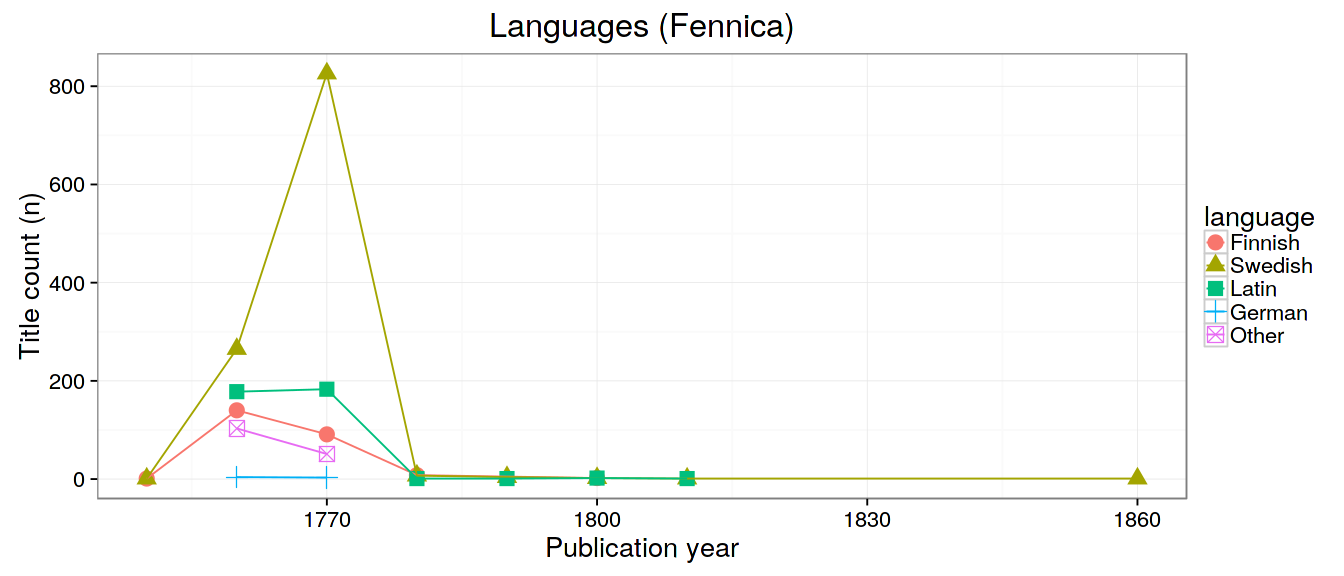 Languages (Fennica)
Title count (n)
800
600
400
200
0
1770
1800
1830
1860
Publication year
language
Finnish
Swedish
Latin
German
Other